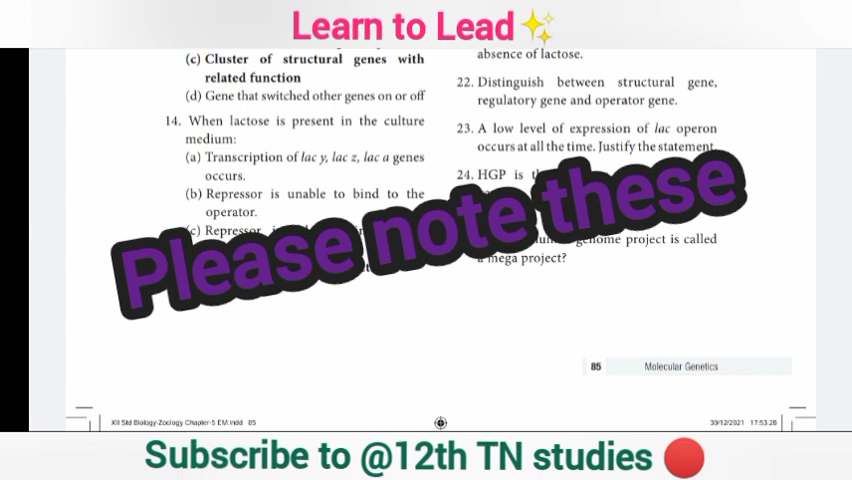 Learn to Lead✨
(c) Cluster of structural genes with
related function
(d) Gene that switched other genes on or off
14. When lactose is present in the culture
medium:
(a) Transcription of lac y, lac z, lac a genes
occurs.
(b) Repressor is unable to bind to the
operator.
(c) Repressor
absence of lactose.
22. Distinguish between structural gene,
regulatory gene and operator gene.
23. A low level of expression of lac operon
occurs at all the time. Justify the statement.
24. HGP is
genome project is called
a mega project?
Please note these
85 Molecular Genetics
XII Std Biology-Zoology Chapter-5 EM.indd 85
30/12/2021 17:53:28
Subscribe to @12th TN studies 🔴